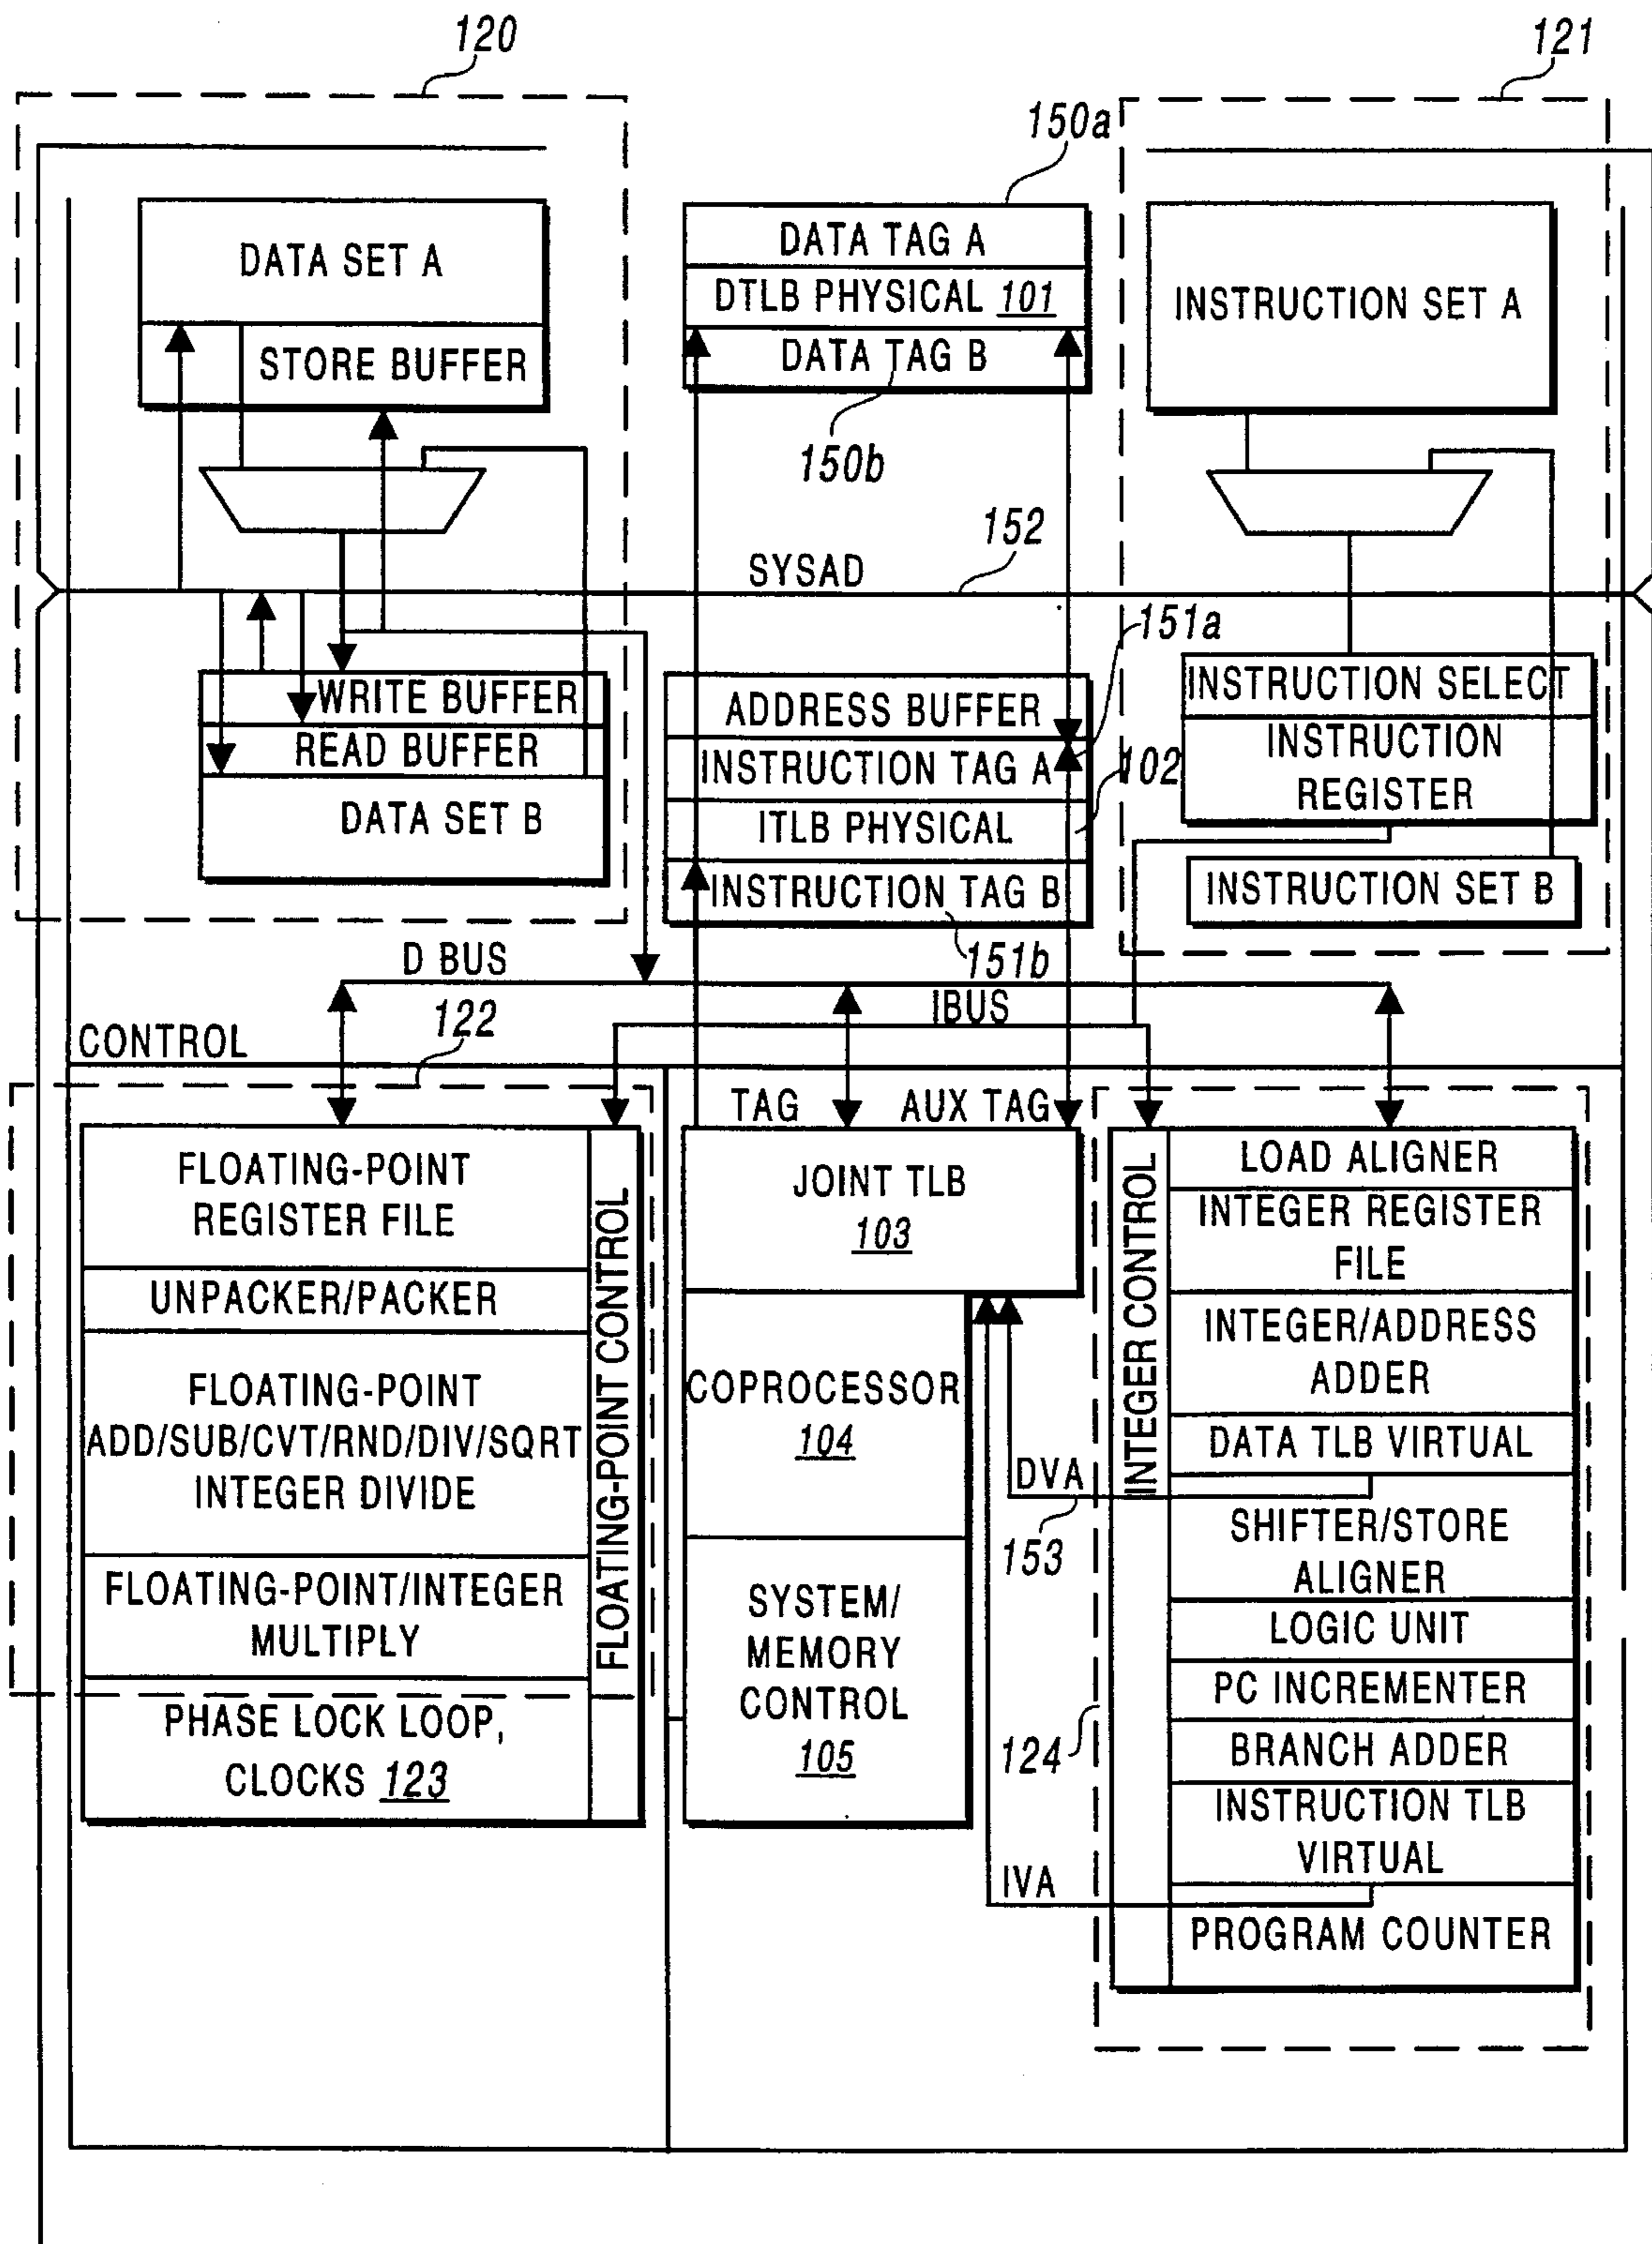 120
121
150a
DATA SET A
STORE BUFFER
DATA TAG A
DTLB PHYSICAL 101
DATA TAG B
150b
INSTRUCTION SET A
152
SYSAD
151a
WRITE BUFFER
READ BUFFER
DATA SET B
ADDRESS BUFFER
INSTRUCTION TAG A
102
ITLB PHYSICAL
INSTRUCTION TAG B
151b
INSTRUCTION SELECT
INSTRUCTION
REGISTER
INSTRUCTION SET B
D BUS
IBUS
122
CONTROL
TAG
AUX TAG
FLOATING-POINT
REGISTER FILE
UNPACKER/PACKER
FLOATING-POINT
ADD/SUB/CVT/RND/DIV/SQRT
INTEGER DIVIDE
FLOATING-POINT/INTEGER
MULTIPLY
PHASE LOCK LOOP,
CLOCKS 123
FLOATING-POINT CONTROL
JOINT TLB
103
COPROCESSOR
104
SYSTEM/
MEMORY
CONTROL
105
DVA
153
124
IVA
INTEGER CONTROL
LOAD ALIGNER
INTEGER REGISTER
FILE
INTEGER/ADDRESS
ADDER
DATA TLB VIRTUAL
SHIFTER/STORE
ALIGNER
LOGIC UNIT
PC INCREMENTER
BRANCH ADDER
INSTRUCTION TLB
VIRTUAL
PROGRAM COUNTER